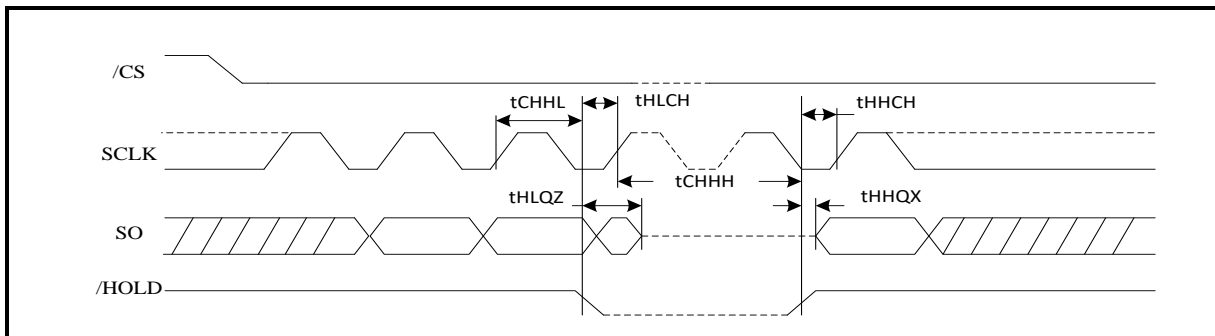 /CS
tCHHL
tHLCH
tHHCH
SCLK
tCHHH
tHLQZ
tHHQX
SO
/HOLD